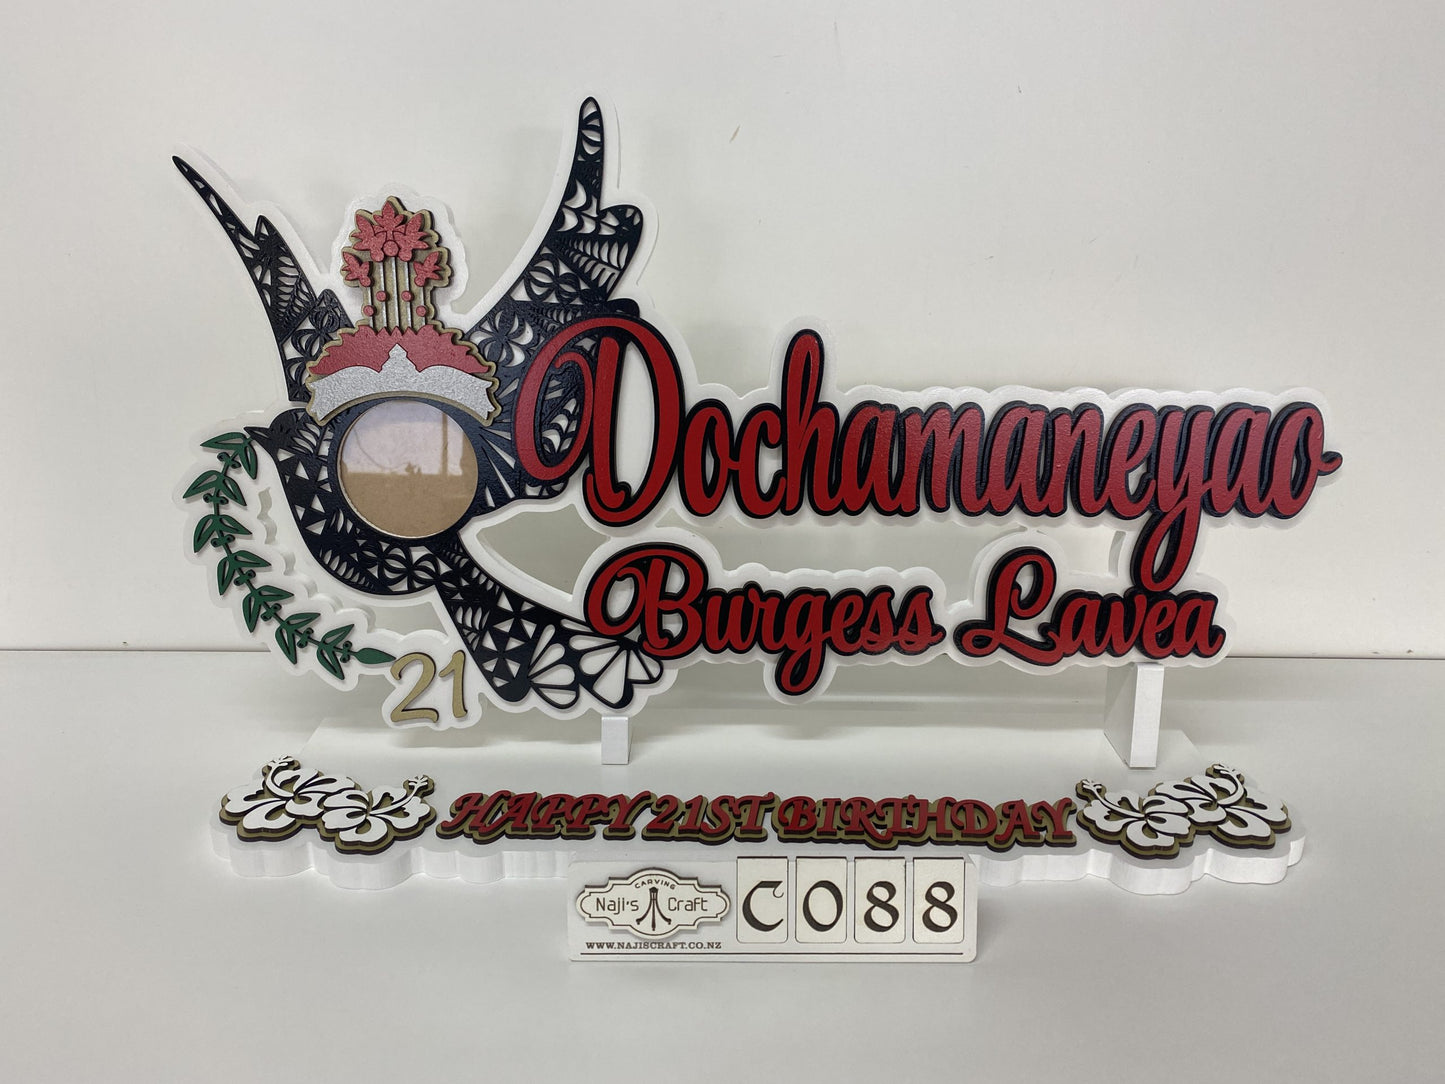 Dochamaneyao
Burgess Lavea
21
HAPPY 21ST BIRTHDAY
CARVING
Naji's Craft
WWW.NAJISCRAFT.CO.NZ
C088